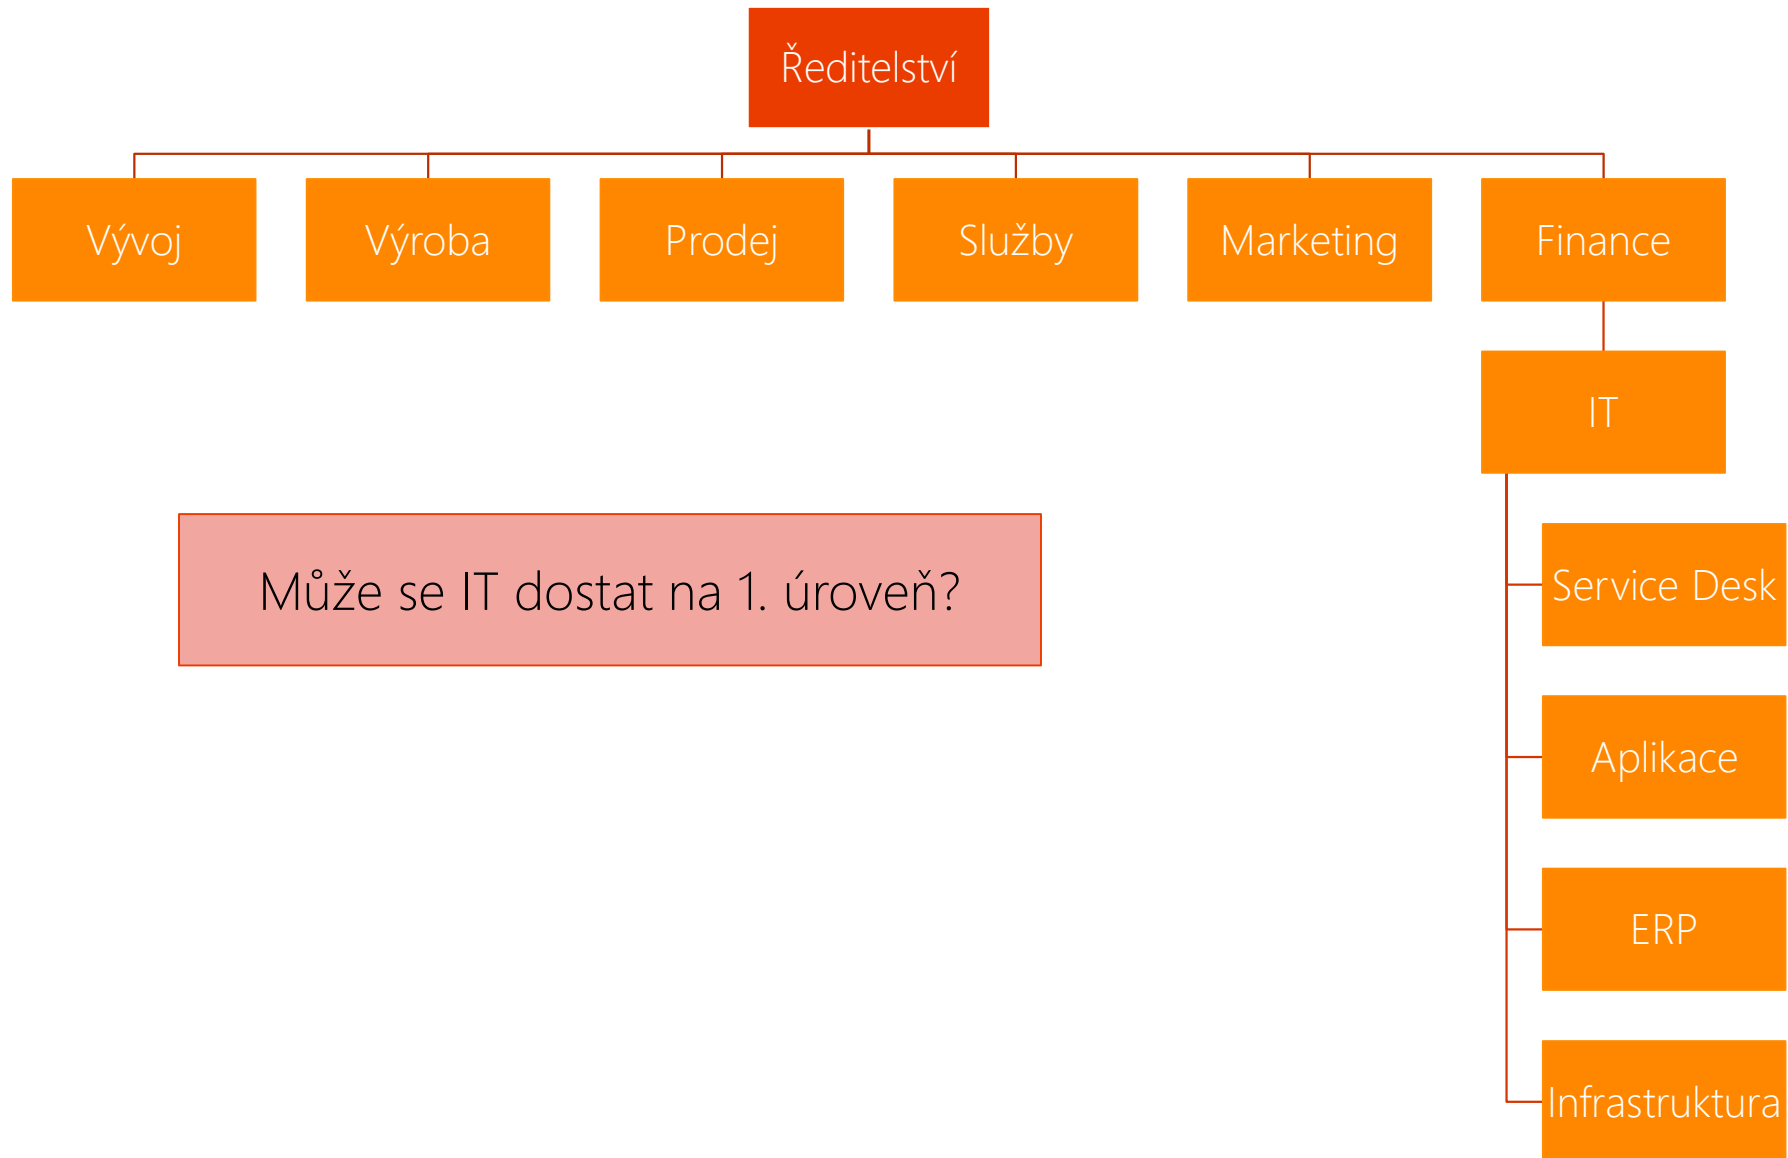 Ředitelství
Vývoj
Výroba
Prodej
Služby
Marketing
Finance
IT
Může se IT dostat na 1. úroveň?
Service Desk
Aplikace
ERP
Infrastruktura